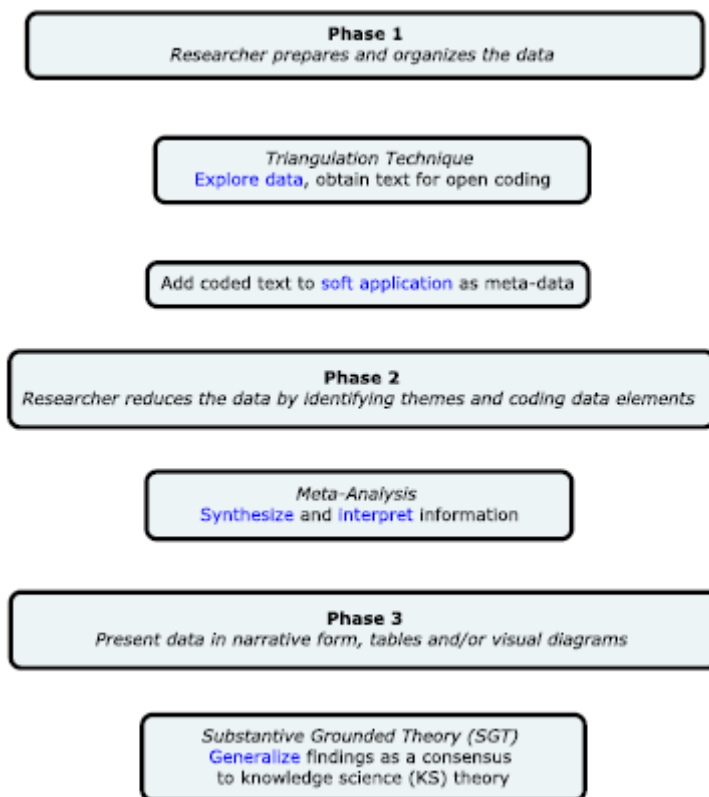 Phase 1
Researcher prepares and organizes the data
Triangulation Technique
Explore data, obtain text for open coding
Add coded text to soft application as meta-data
Phase 2
Researcher reduces the data by identifying themes and coding data elements
Meta-Analysis
Synthesize and interpret information
Phase 3
Present data in narrative form, tables and/or visual diagrams
Substantive Grounded Theory (SGT)
Generalize findings as a consensus
to knowledge science (KS) theory